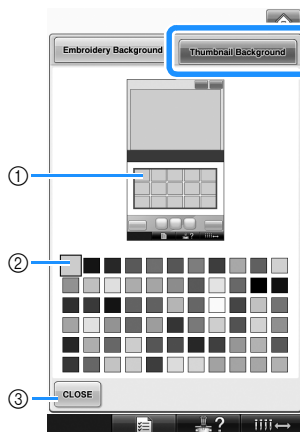 Embroidery Background
Thumbnail Background
①
②
③ CLOSE
?